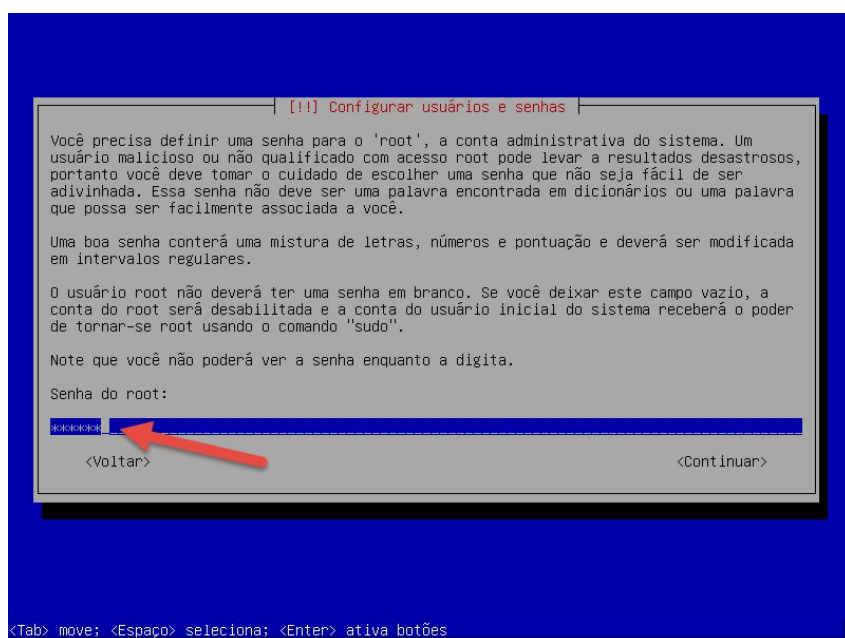 [!!] Configurar usuários e senhas
Você precisa definir uma senha para o 'root', a conta administrativa do sistema. Um
usuário malicioso ou não qualificado com acesso root pode levar a resultados desastrosos,
portanto você deve tomar o cuidado de escolher uma senha que não seja fácil de ser
adivinhada. Essa senha não deve ser uma palavra encontrada em dicionários ou uma palavra
que possa ser facilmente associada a você.
Uma boa senha conterá uma mistura de letras, números e pontuação e deverá ser modificada
em intervalos regulares.
O usuário root não deverá ter uma senha em branco. Se você deixar este campo vazio, a
conta do root será desabilitada e a conta do usuário inicial do sistema receberá o poder
de tornar-se root usando o comando "sudo".
Note que você não poderá ver a senha enquanto a digita.
Senha do root:
******
<Voltar> <Continuar>
<Tab> move; <Espaço> seleciona; <Enter> ativa botões